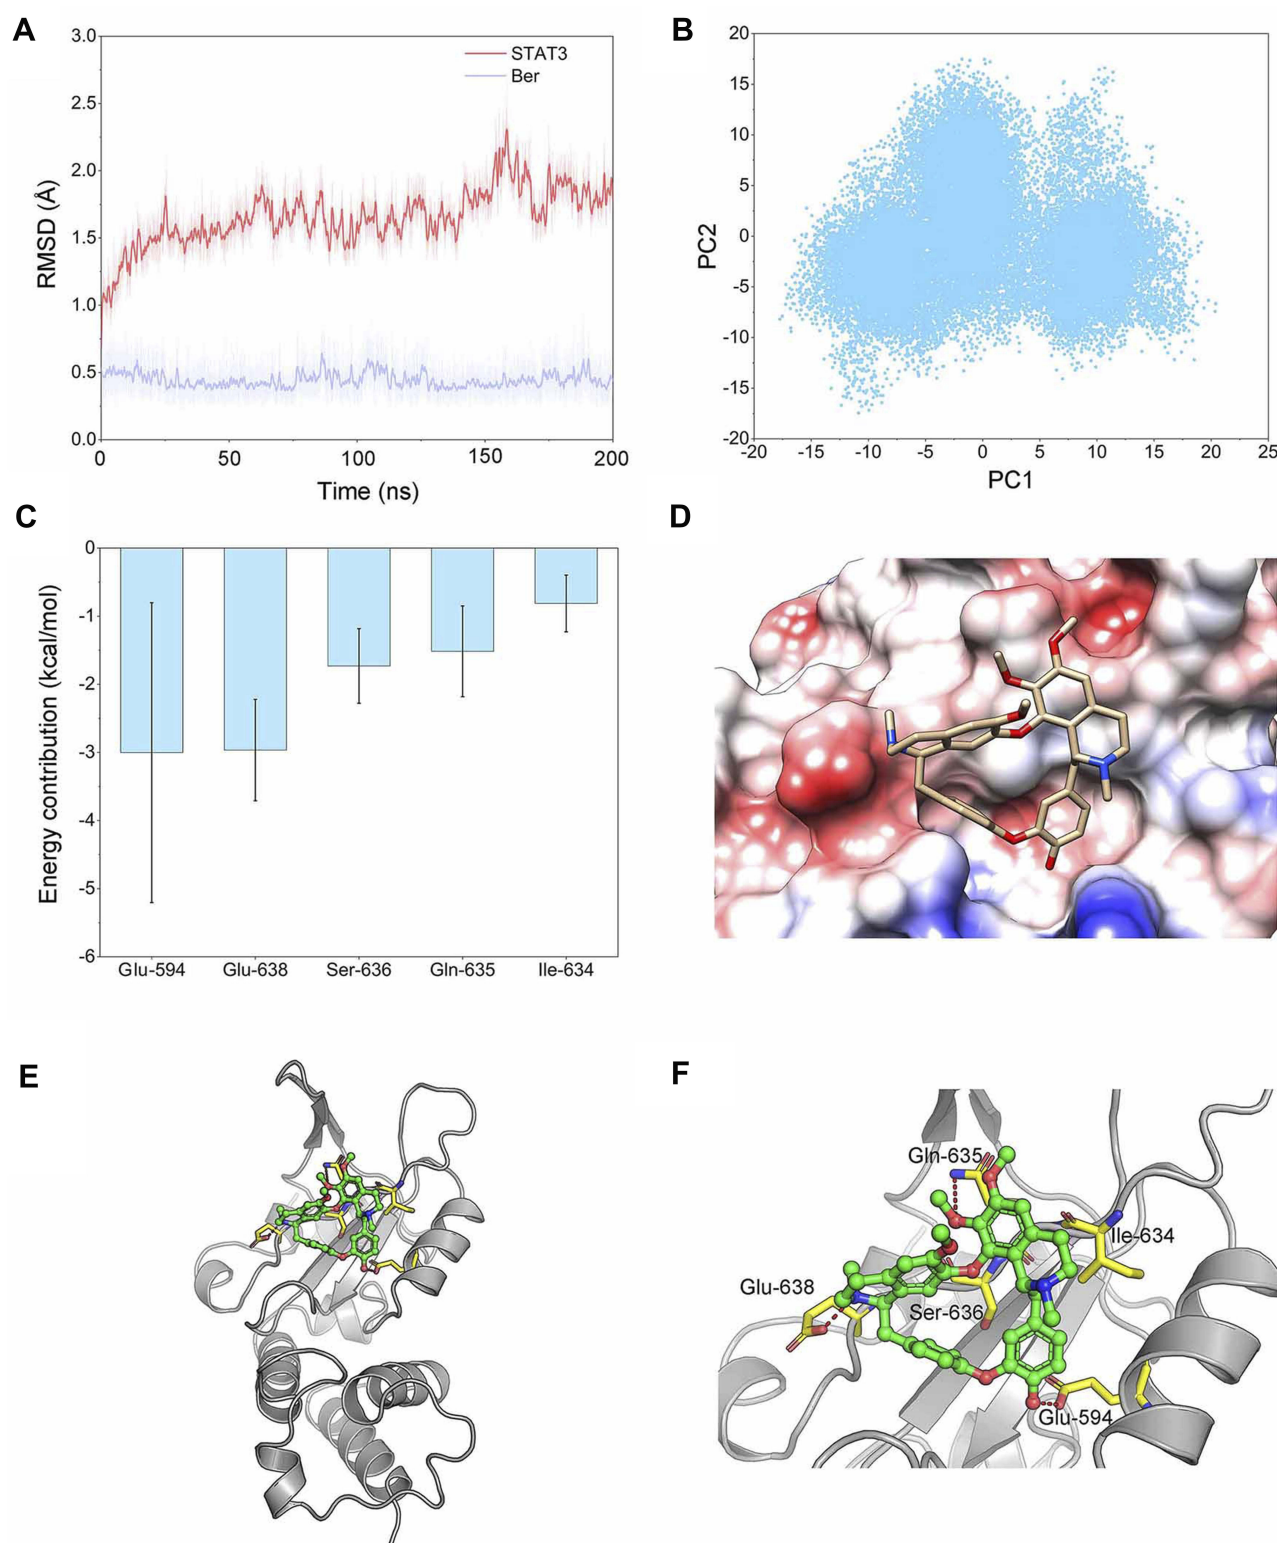 A
3.0
2.5
2.0
1.5
1.0
0.5
0.0
RMSD (Å)
STAT3
Ber
0 50 100 150 200
Time (ns)
B
20
15
10
5
0
-5
-10
-15
-20
PC2
-20 -15 -10 -5 0 5 10 15 20 25
PC1
C
0
-1
-2
-3
-4
-5
-6
Energy contribution (kcal/mol)
Glu-594 Glu-638 Ser-636 Gln-635 Ile-634
D
E
F
Gln-635
Ile-634
Glu-638
Ser-636
Glu-594